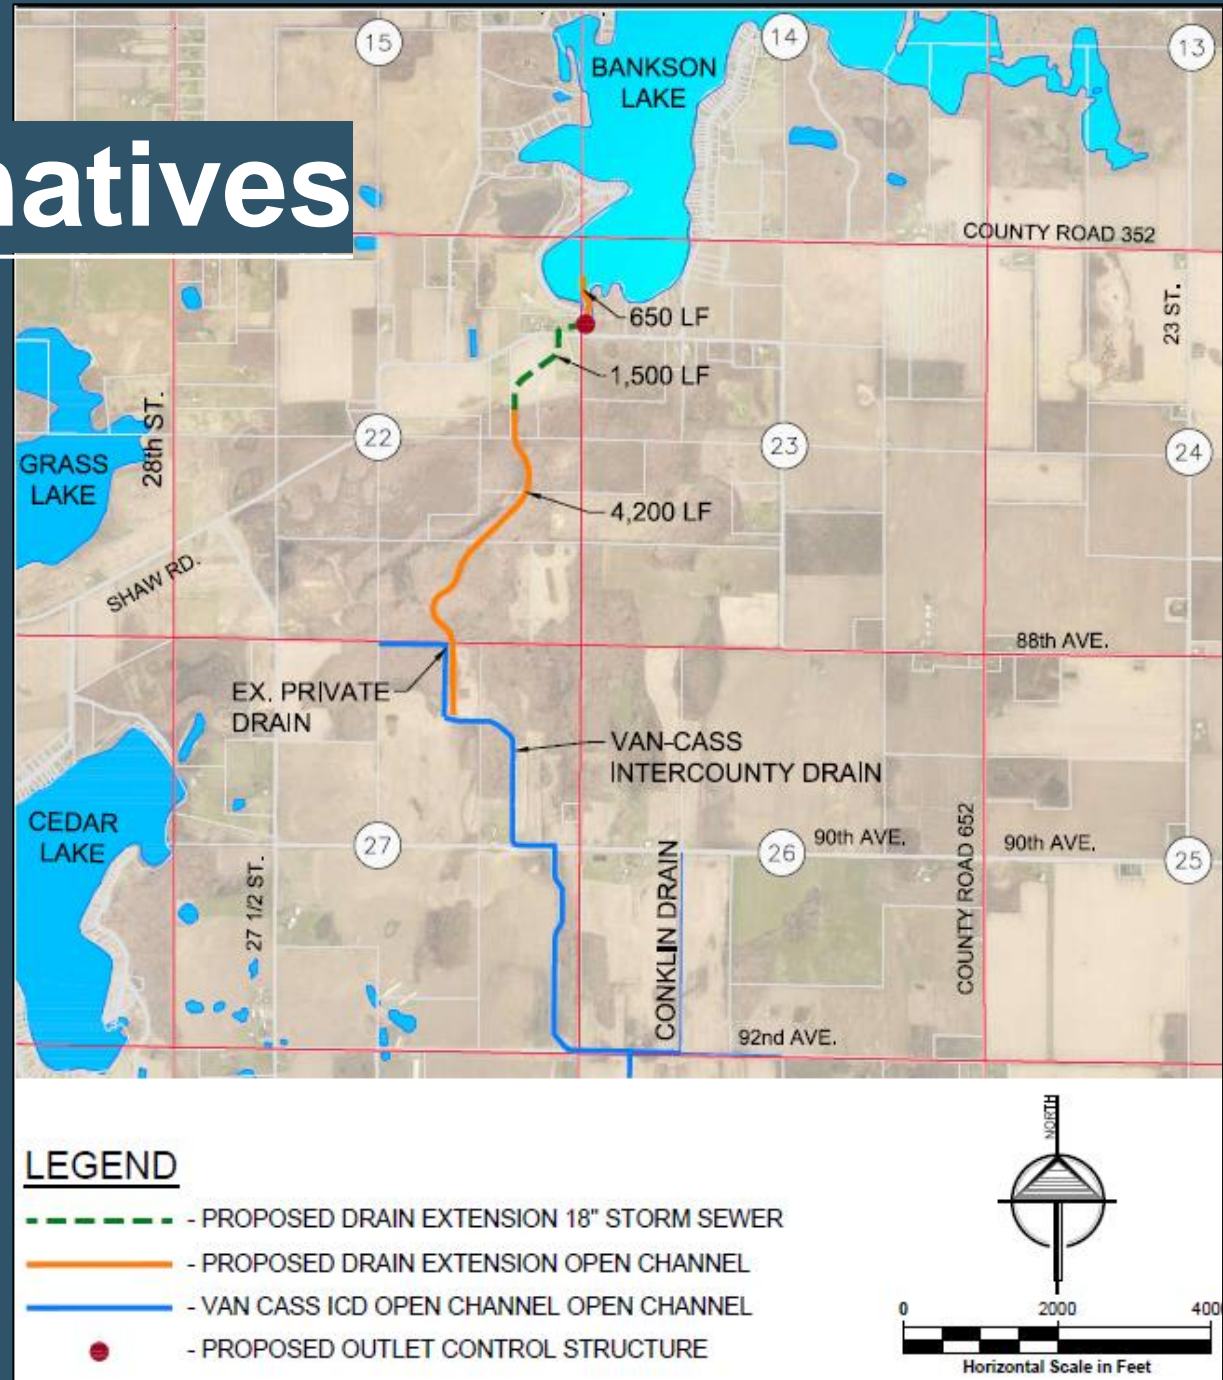 natives
15
14
13
BANKSON
LAKE
COUNTY ROAD 352
650 LF
23 ST.
1,500 LF
28th ST.
22
23
24
GRASS
LAKE
4,200 LF
SHAW RD.
88th AVE.
EX. PRIVATE
DRAIN
VAN-CASS
INTERCOUNTY DRAIN
CEDAR
LAKE
27
26
90th AVE.
90th AVE.
25
27 1/2 ST.
CONKLIN DRAIN
COUNTY ROAD 652
92nd AVE.
LEGEND
- PROPOSED DRAIN EXTENSION 18" STORM SEWER
- PROPOSED DRAIN EXTENSION OPEN CHANNEL
- VAN CASS ICD OPEN CHANNEL OPEN CHANNEL
- PROPOSED OUTLET CONTROL STRUCTURE
NORTH
0 2000 400
Horizontal Scale in Feet